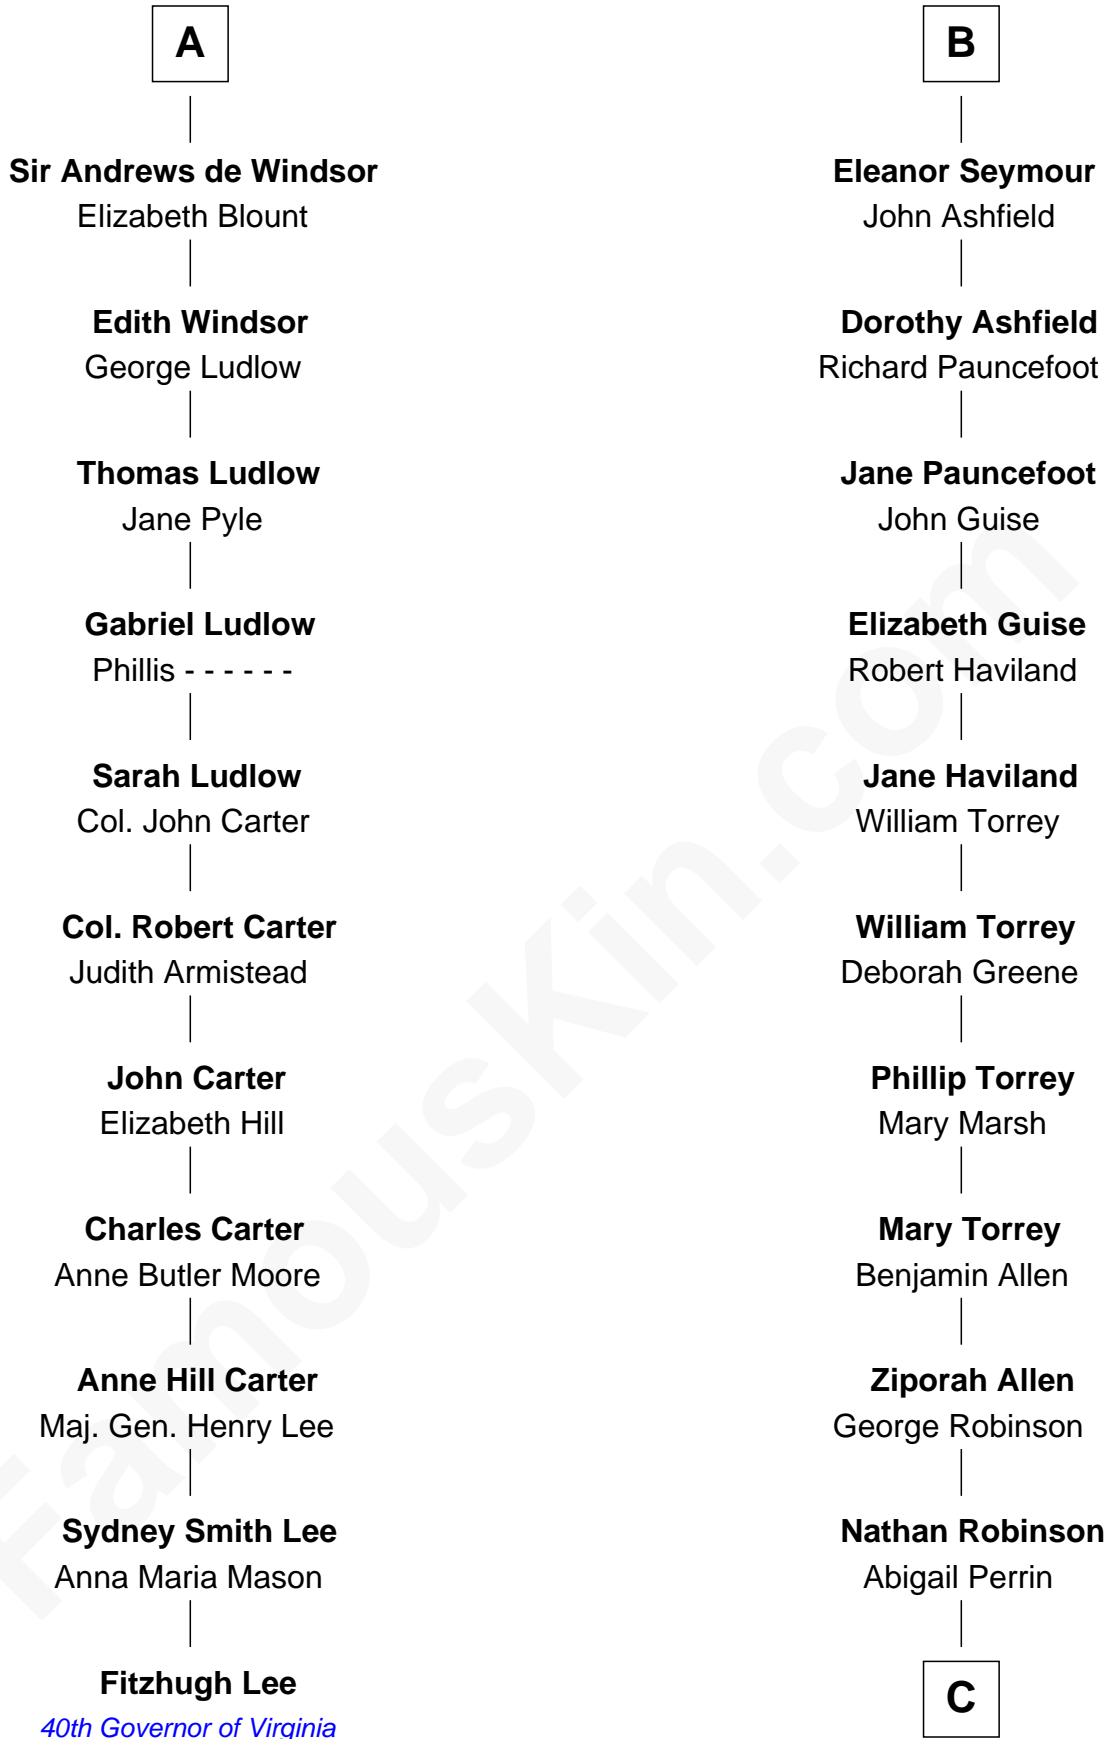 A
Sir Andrews de Windsor
Elizabeth Blount
Edith Windsor
George Ludlow
Thomas Ludlow
Jane Pyle
Gabriel Ludlow
Phillis - - - - - -
Sarah Ludlow
Col. John Carter
Col. Robert Carter
Judith Armistead
John Carter
Elizabeth Hill
Charles Carter
Anne Butler Moore
Anne Hill Carter
Maj. Gen. Henry Lee
Sydney Smith Lee
Anna Maria Mason
Fitzhugh Lee
40th Governor of Virginia
B
Eleanor Seymour
John Ashfield
Dorothy Ashfield
Richard Pauncefoot
Jane Pauncefoot
John Guise
Elizabeth Guise
Robert Haviland
Jane Haviland
William Torrey
William Torrey
Deborah Greene
Phillip Torrey
Mary Marsh
Mary Torrey
Benjamin Allen
Ziporah Allen
George Robinson
Nathan Robinson
Abigail Perrin
C
FamousKin.com